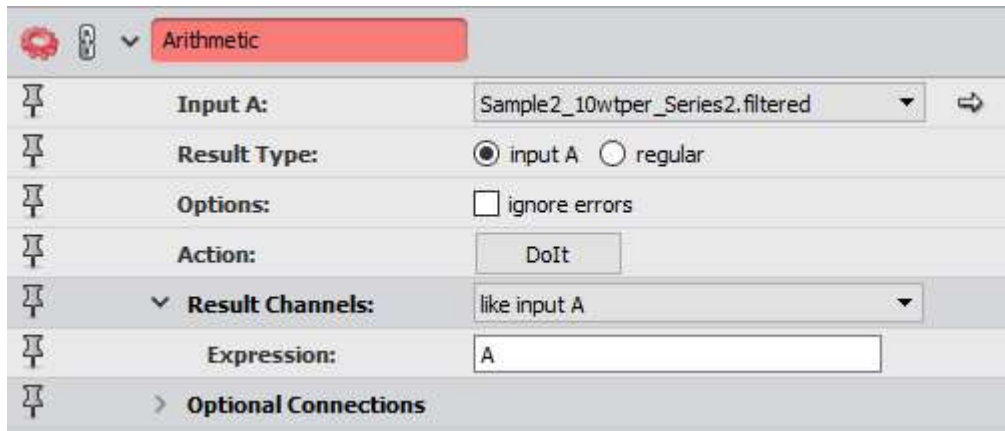 Arithmetic
Input A: Sample2_10wtper_Series2.filtered
Result Type: input A regular
Options: ignore errors
Action: DoIt
Result Channels: like input A
Expression: A
Optional Connections